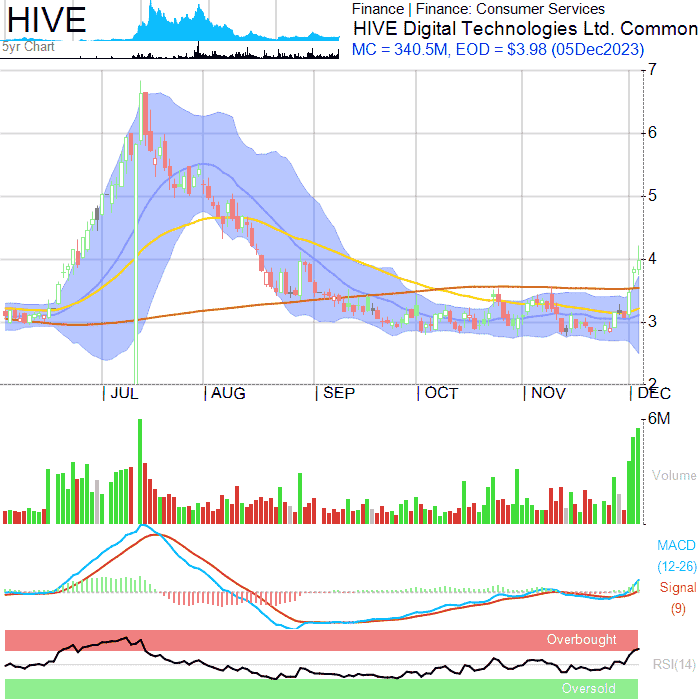 HIVE
5yr Chart
Finance | Finance: Consumer Services
HIVE Digital Technologies Ltd. Common
MC = 340.5M, EOD = $3.98 (05Dec2023)
7
6
5
4
3
2
JUL AUG SEP OCT NOV DEC
6M
Volume
MACD
(12-26)
Signal
(9)
Overbought
RSI(14)
Oversold